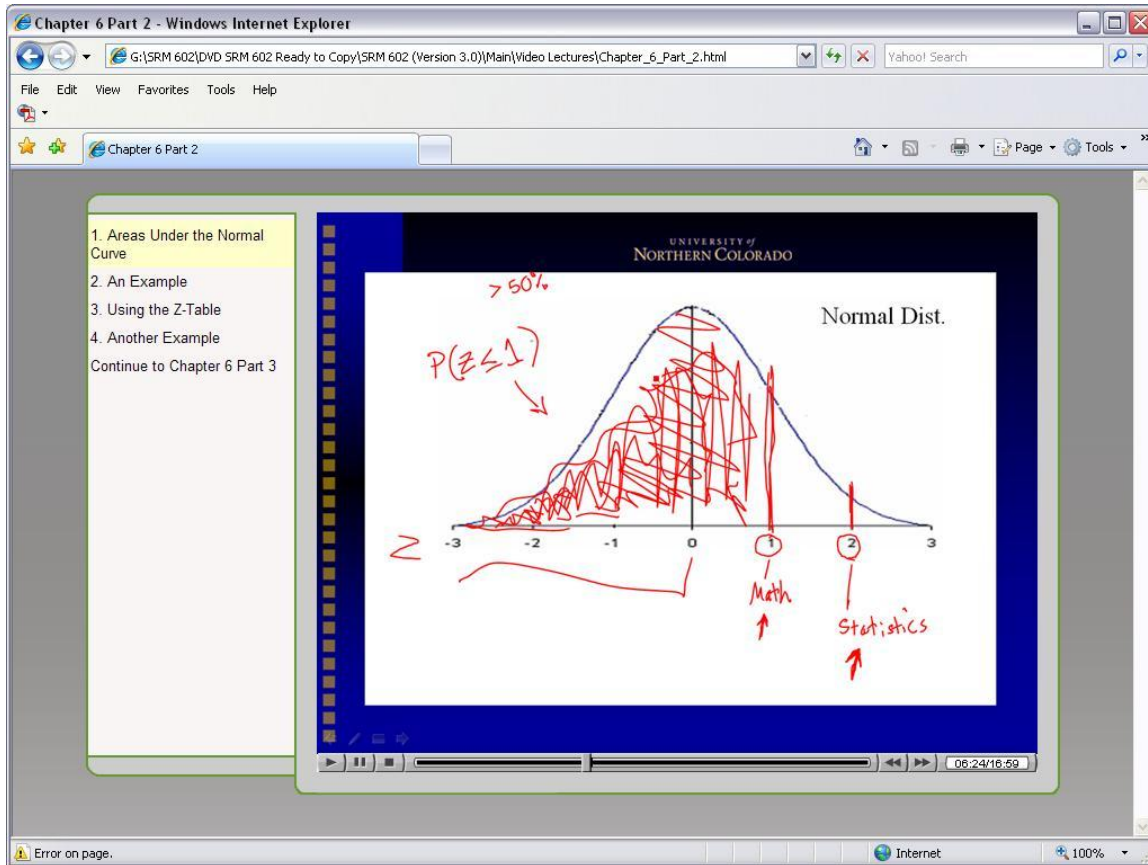 Chapter 6 Part 2 - Windows Internet Explorer
G:\SRM 602\DVD SRM 602 Ready to Copy\SRM 602 (Version 3.0)\Main\Video Lectures\Chapter_6_Part_2.html
Yahoo! Search
File Edit View Favorites Tools Help
Chapter 6 Part 2
Page Tools
1. Areas Under the Normal
Curve
2. An Example
3. Using the Z-Table
4. Another Example
Continue to Chapter 6 Part 3
UNIVERSITY of
NORTHERN COLORADO
> 50%
Normal Dist.
P(z ≤ 1)
Z -3 -2 -1 0 1 2 3
Math
Statistics
06:24/16:59
Error on page. Internet 100%